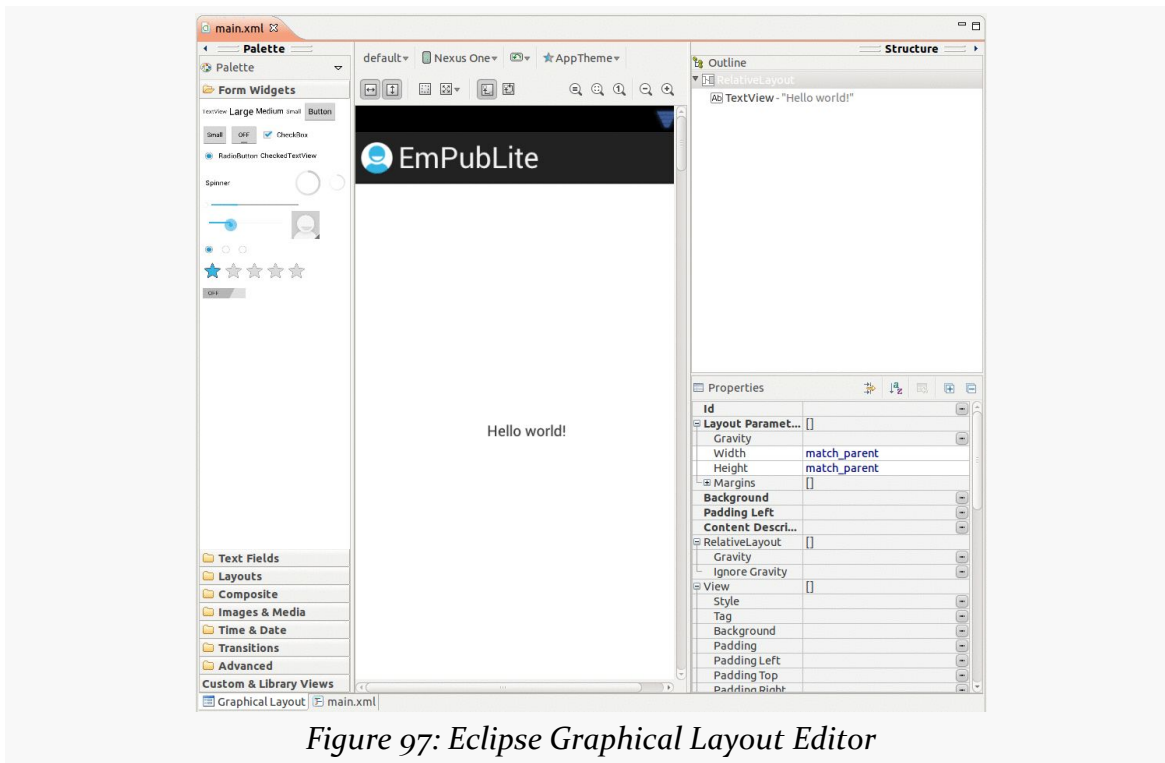 main.xml
Palette
Palette
Form Widgets
TextView Large Medium Small Button
Small OFF CheckBox
RadioButton CheckedTextView
Spinner
OFF
Text Fields
Layouts
Composite
Images & Media
Time & Date
Transitions
Advanced
Custom & Library Views
Graphical Layout main.xml
default Nexus One AppTheme
EmPubLite
Hello world!
Structure
Outline
RelativeLayout
Ab TextView - "Hello world!"
Properties
Id
Layout Paramet... []
Gravity
Width match_parent
Height match_parent
Margins []
Background
Padding Left
Content Descri...
RelativeLayout []
Gravity
Ignore Gravity
View []
Style
Tag
Background
Padding
Padding Left
Padding Top
Padding Right
Figure 97: Eclipse Graphical Layout Editor